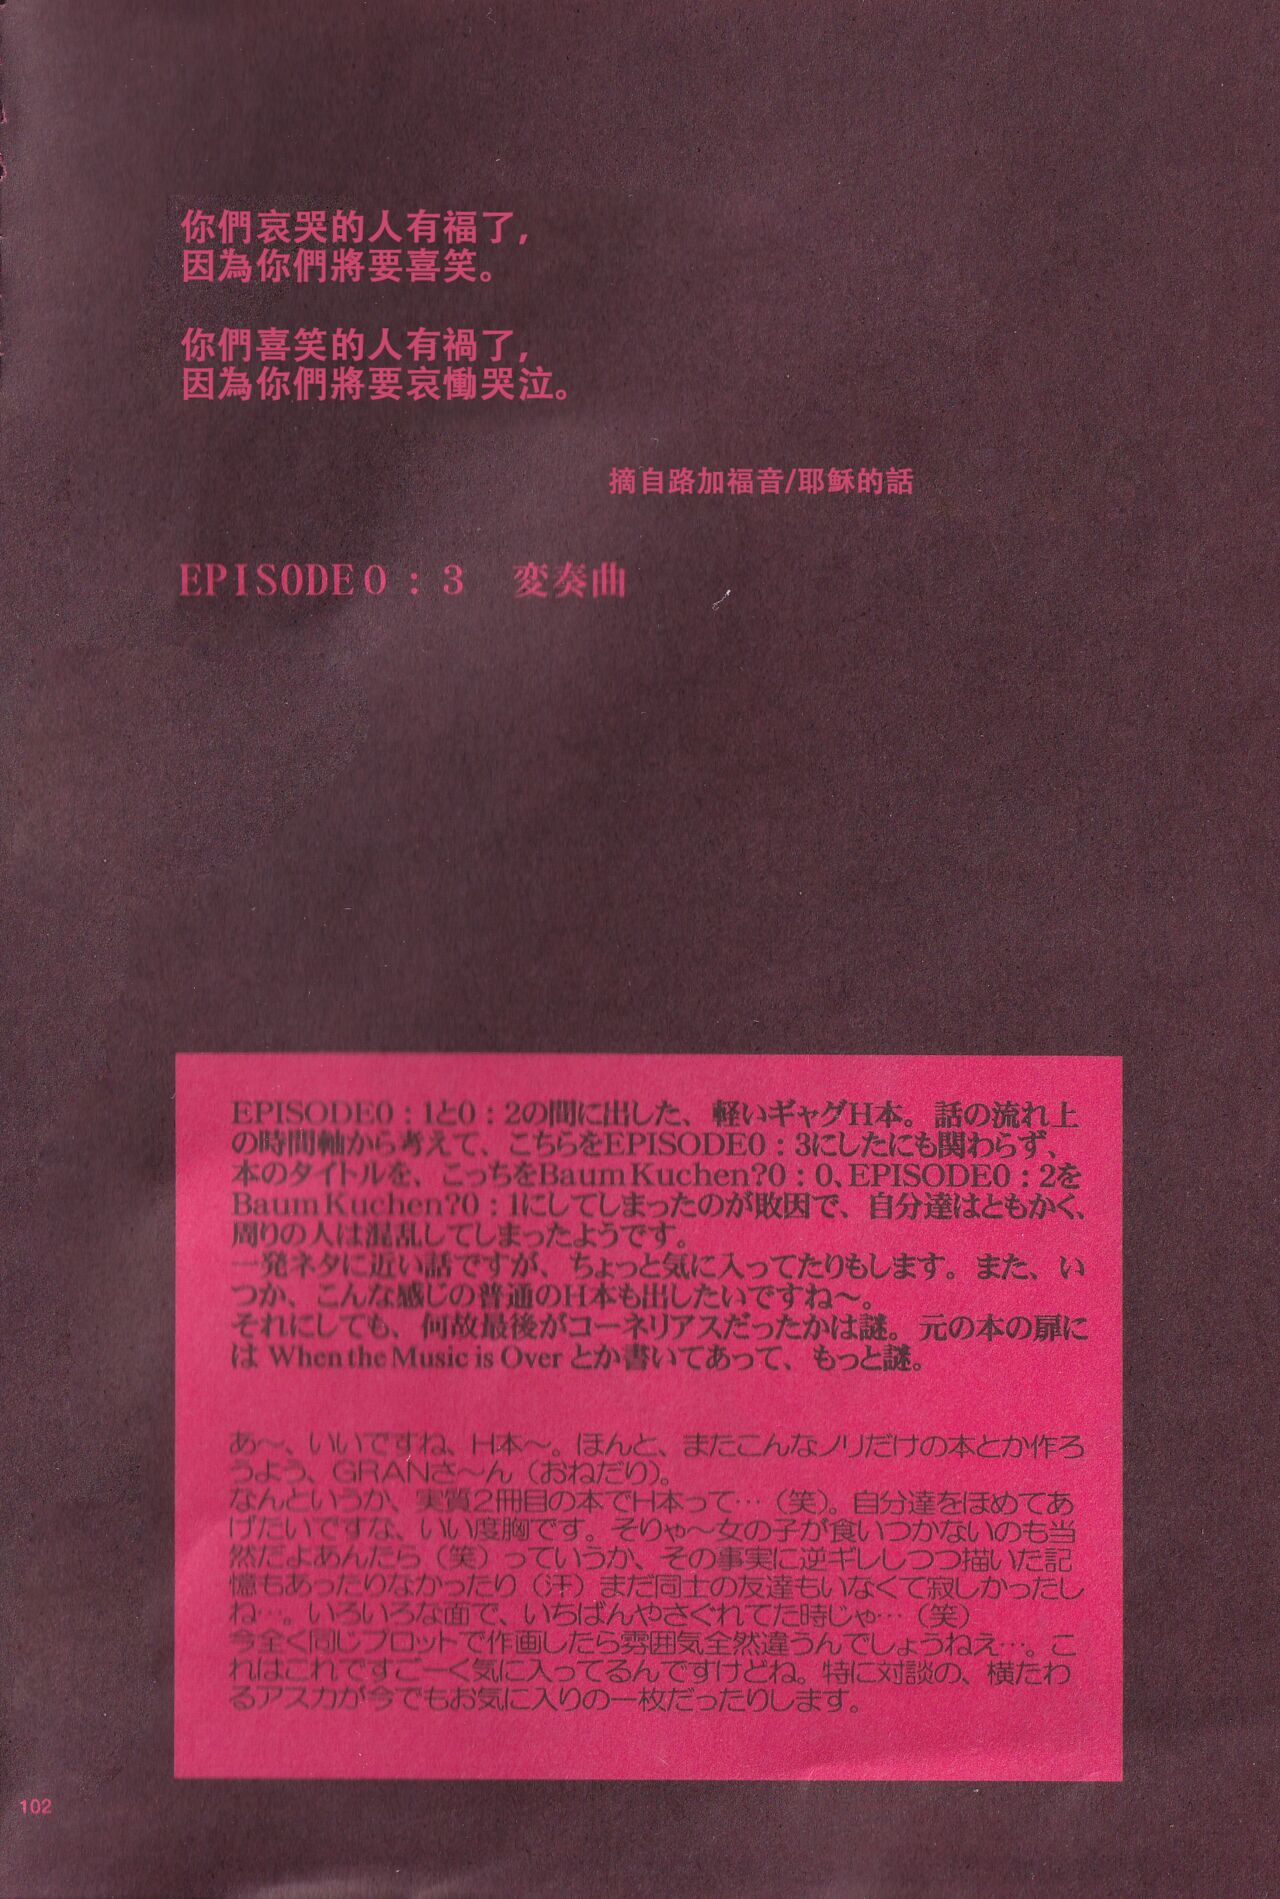 你們哀哭的人有福了,
因為你們將要喜笑。
你們喜笑的人有禍了,
因為你們將要哀慟哭泣。
摘自路加福音/耶穌的話
EPISODE0：3　変奏曲
EPISODE0：1と0：2の間に出した、軽いギャグH本。話の流れ上
の時間軸から考えて、こちらをEPISODE0：3にしたにも関わらず、
本のタイトルを、こっちをBaum Kuchen?0：0、EPISODE0：2を
Baum Kuchen?0：1にしてしまったのが敗因で、自分達はともかく、
周りの人は混乱してしまったようです。
一発ネタに近い話ですが、ちょっと気に入ってたりもします。また、い
つか、こんな感じの普通のH本も出したいですね〜。
それにしても、何故最後がコーネリアスだったかは謎。元の本の扉に
は When the Music is Over とか書いてあって、もっと謎。
あ〜、いいですね、H本〜。ほんと、またこんなノリだけの本とか作ろ
うよう、GRANさ〜ん（おねだり）。
なんというか、実質2冊目の本でH本って…（笑）。自分達をほめてあ
げたいですな、いい度胸です。そりゃ〜女の子が食いつかないのも当
然だよあんたら（笑）っていうか、その事実に逆ギレしつつ描いた記
憶もあったりなかったり（汗）まだ同士の友達もいなくて寂しかったし
ね…。いろいろな面で、いちばんやさぐれてた時じゃ…（笑）
今全く同じプロットで作画したら雰囲気全然違うんでしょうねえ…。こ
れはこれですごーく気に入ってるんですけどね。特に対談の、横たわ
るアスカが今でもお気に入りの一枚だったりします。
102